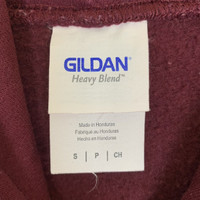 GILDAN
Heavy Blend™
Made in Honduras
Fabriqué au Honduras
Hecho en Honduras
S | P | CH